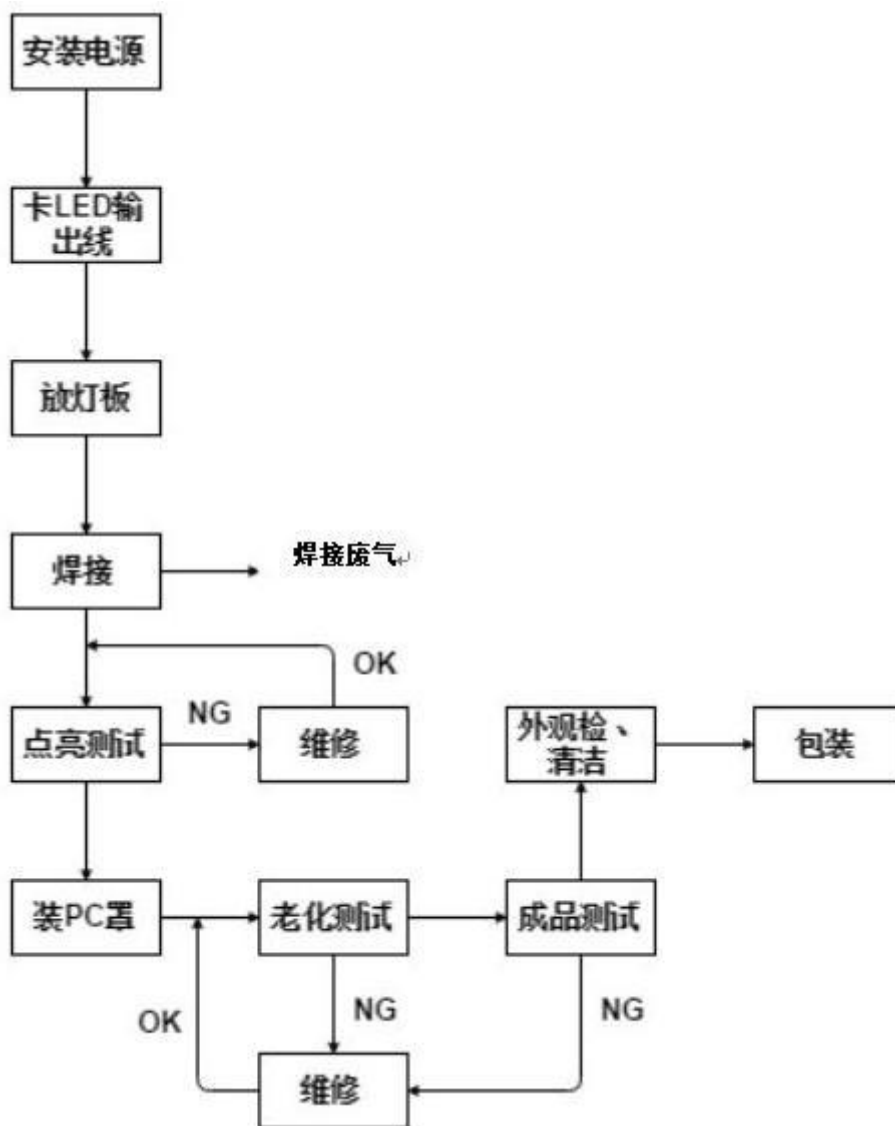 安装电源
卡LED输
出线
放灯板
焊接
焊接废气
OK
NG
点亮测试
维修
外观检、
清洁
包装
装PC罩
老化测试
成品测试
OK
NG
NG
维修